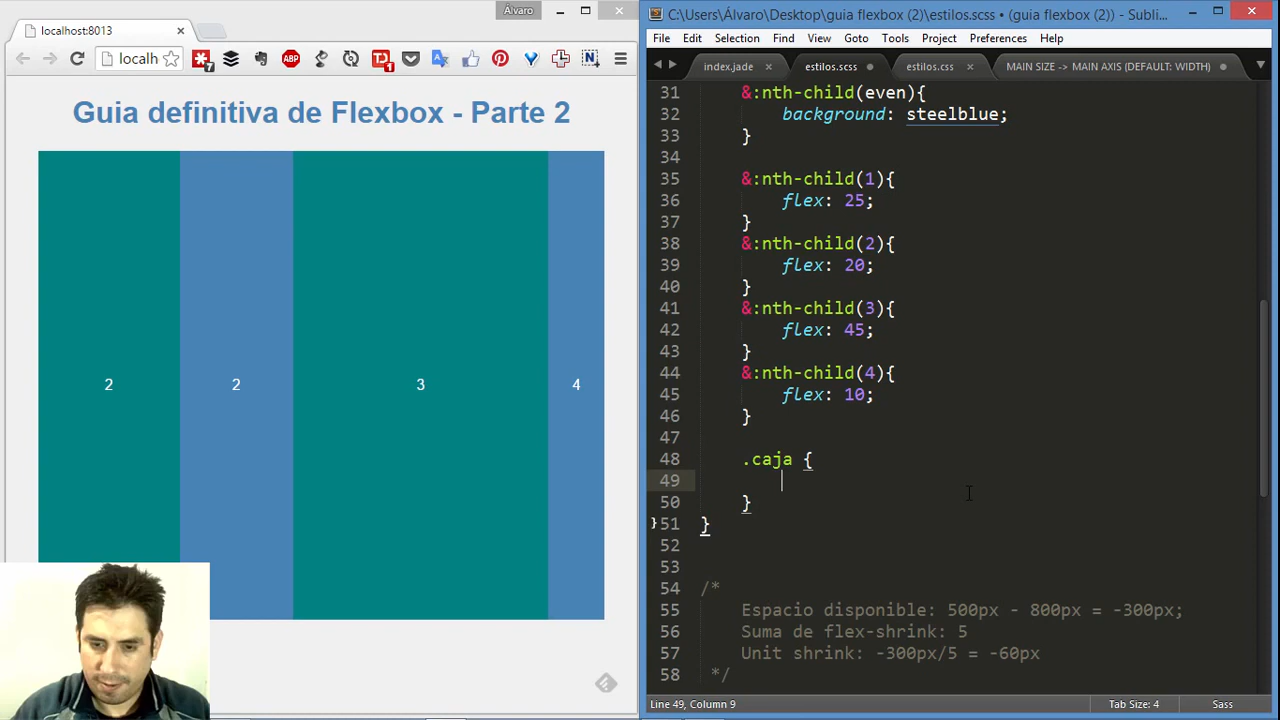 Álvaro
localhost:8013
localh
7
ABP
TD
1
N
Guia definitiva de Flexbox - Parte 2
2
2
3
4
C:\Users\Álvaro\Desktop\guia flexbox (2)\estilos.scss • (guia flexbox (2)) - Subli...
File Edit Selection Find View Goto Tools Project Preferences Help
index.jade
estilos.scss
estilos.css
MAIN SIZE -> MAIN AXIS (DEFAULT: WIDTH)
31 &:nth-child(even){
32 background: steelblue;
33 }
34
35 &:nth-child(1){
36 flex: 25;
37 }
38 &:nth-child(2){
39 flex: 20;
40 }
41 &:nth-child(3){
42 flex: 45;
43 }
44 &:nth-child(4){
45 flex: 10;
46 }
47
48 .caja {
49
50 }
51 }
52
53
54 /*
55 Espacio disponible: 500px - 800px = -300px;
56 Suma de flex-shrink: 5
57 Unit shrink: -300px/5 = -60px
58 */
Line 49, Column 9
Tab Size: 4
Sass